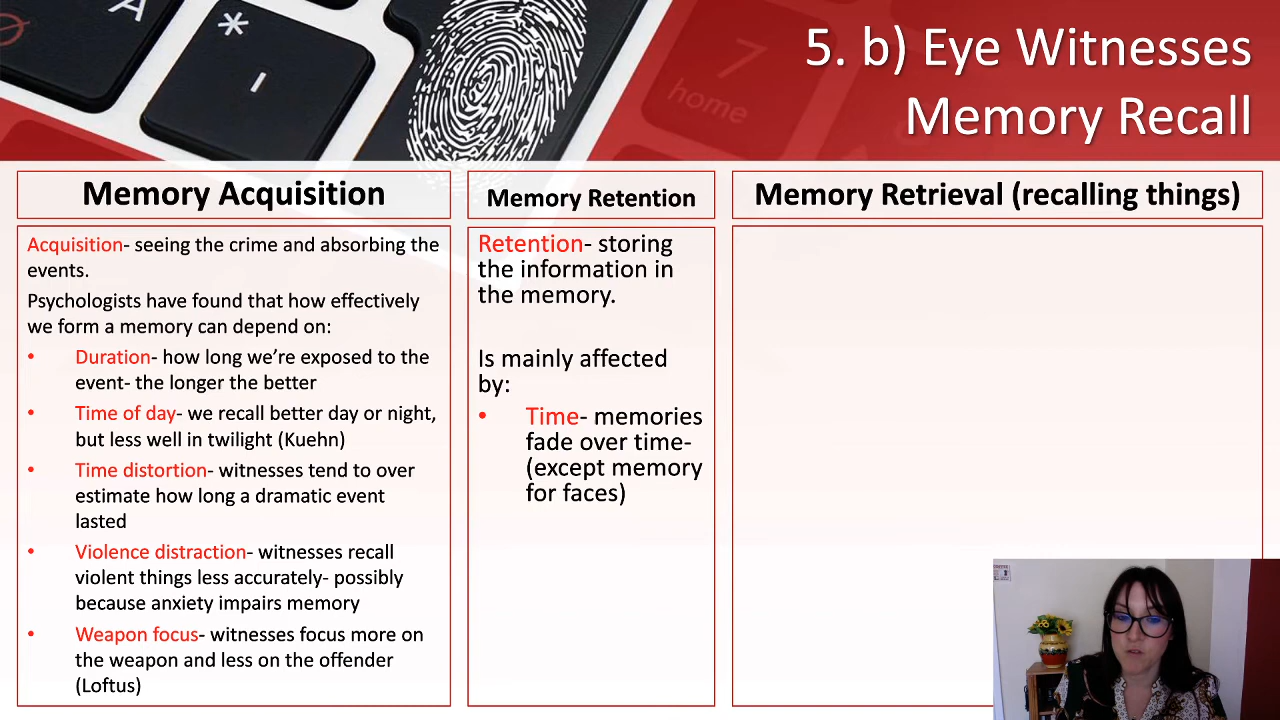 A
*
7
home
5. b) Eye Witnesses
Memory Recall
Memory Acquisition
Acquisition- seeing the crime and absorbing the
events.
Psychologists have found that how effectively
we form a memory can depend on:
• Duration- how long we’re exposed to the
event- the longer the better
• Time of day- we recall better day or night,
but less well in twilight (Kuehn)
• Time distortion- witnesses tend to over
estimate how long a dramatic event
lasted
• Violence distraction- witnesses recall
violent things less accurately- possibly
because anxiety impairs memory
• Weapon focus- witnesses focus more on
the weapon and less on the offender
(Loftus)
Memory Retention
Retention- storing
the information in
the memory.
Is mainly affected
by:
• Time- memories
fade over time-
(except memory
for faces)
Memory Retrieval (recalling things)